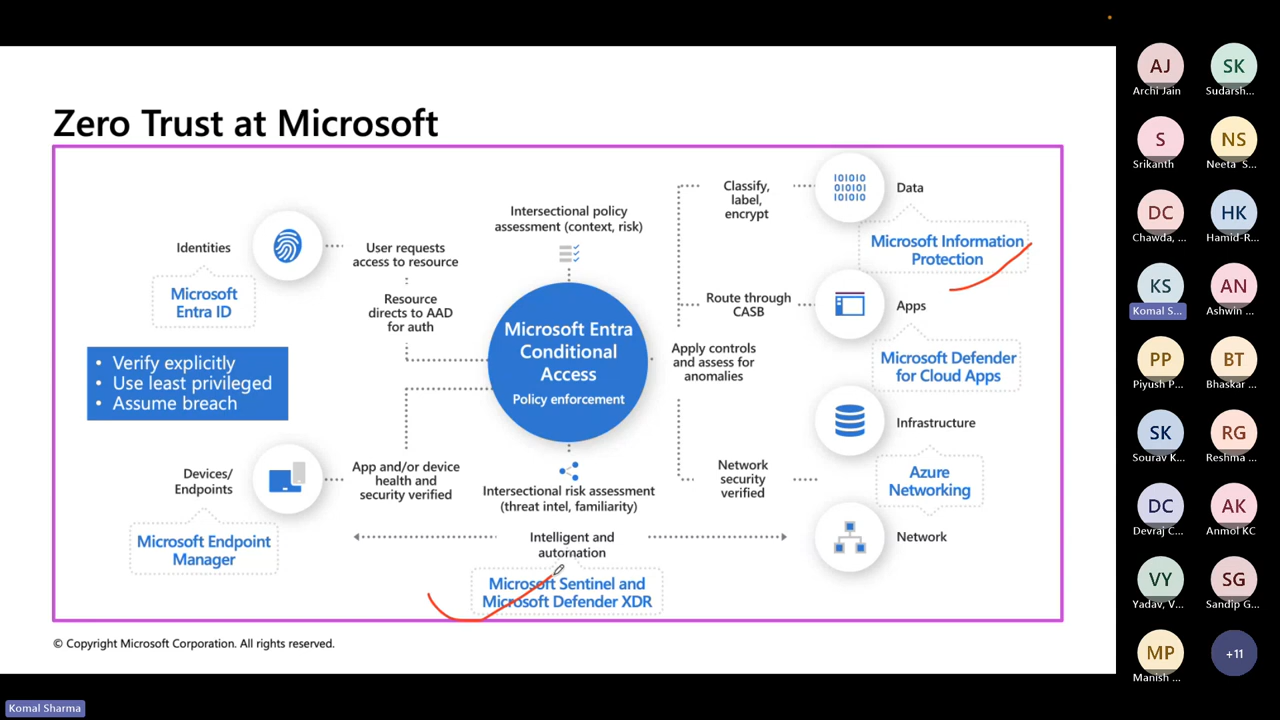 Zero Trust at Microsoft
Identities
Microsoft
Entra ID
User requests
access to resource
Resource
directs to AAD
for auth
Intersectional policy
assessment (context, risk)
Microsoft Entra
Conditional
Access
Policy enforcement
• Verify explicitly
• Use least privileged
• Assume breach
Devices/
Endpoints
Microsoft Endpoint
Manager
App and/or device
health and
security verified
Intersectional risk assessment
(threat intel, familiarity)
Intelligent and
automation
Microsoft Sentinel and
Microsoft Defender XDR
Classify,
label,
encrypt
Route through
CASB
Apply controls
and assess for
anomalies
Network
security
verified
Data
Microsoft Information
Protection
Apps
Microsoft Defender
for Cloud Apps
Infrastructure
Azure
Networking
Network
© Copyright Microsoft Corporation. All rights reserved.
Komal Sharma
AJ
Archi Jain
SK
Sudarsh...
S
Srikanth
NS
Neeta S...
DC
Chawda, ...
HK
Hamid-R...
KS
Komal S...
AN
Ashwin ...
PP
Piyush P...
BT
Bhaskar ...
SK
Sourav K...
RG
Reshma ...
DC
Devraj C...
AK
Anmol KC
VY
Yadav, V...
SG
Sandip G...
MP
Manish ...
+11